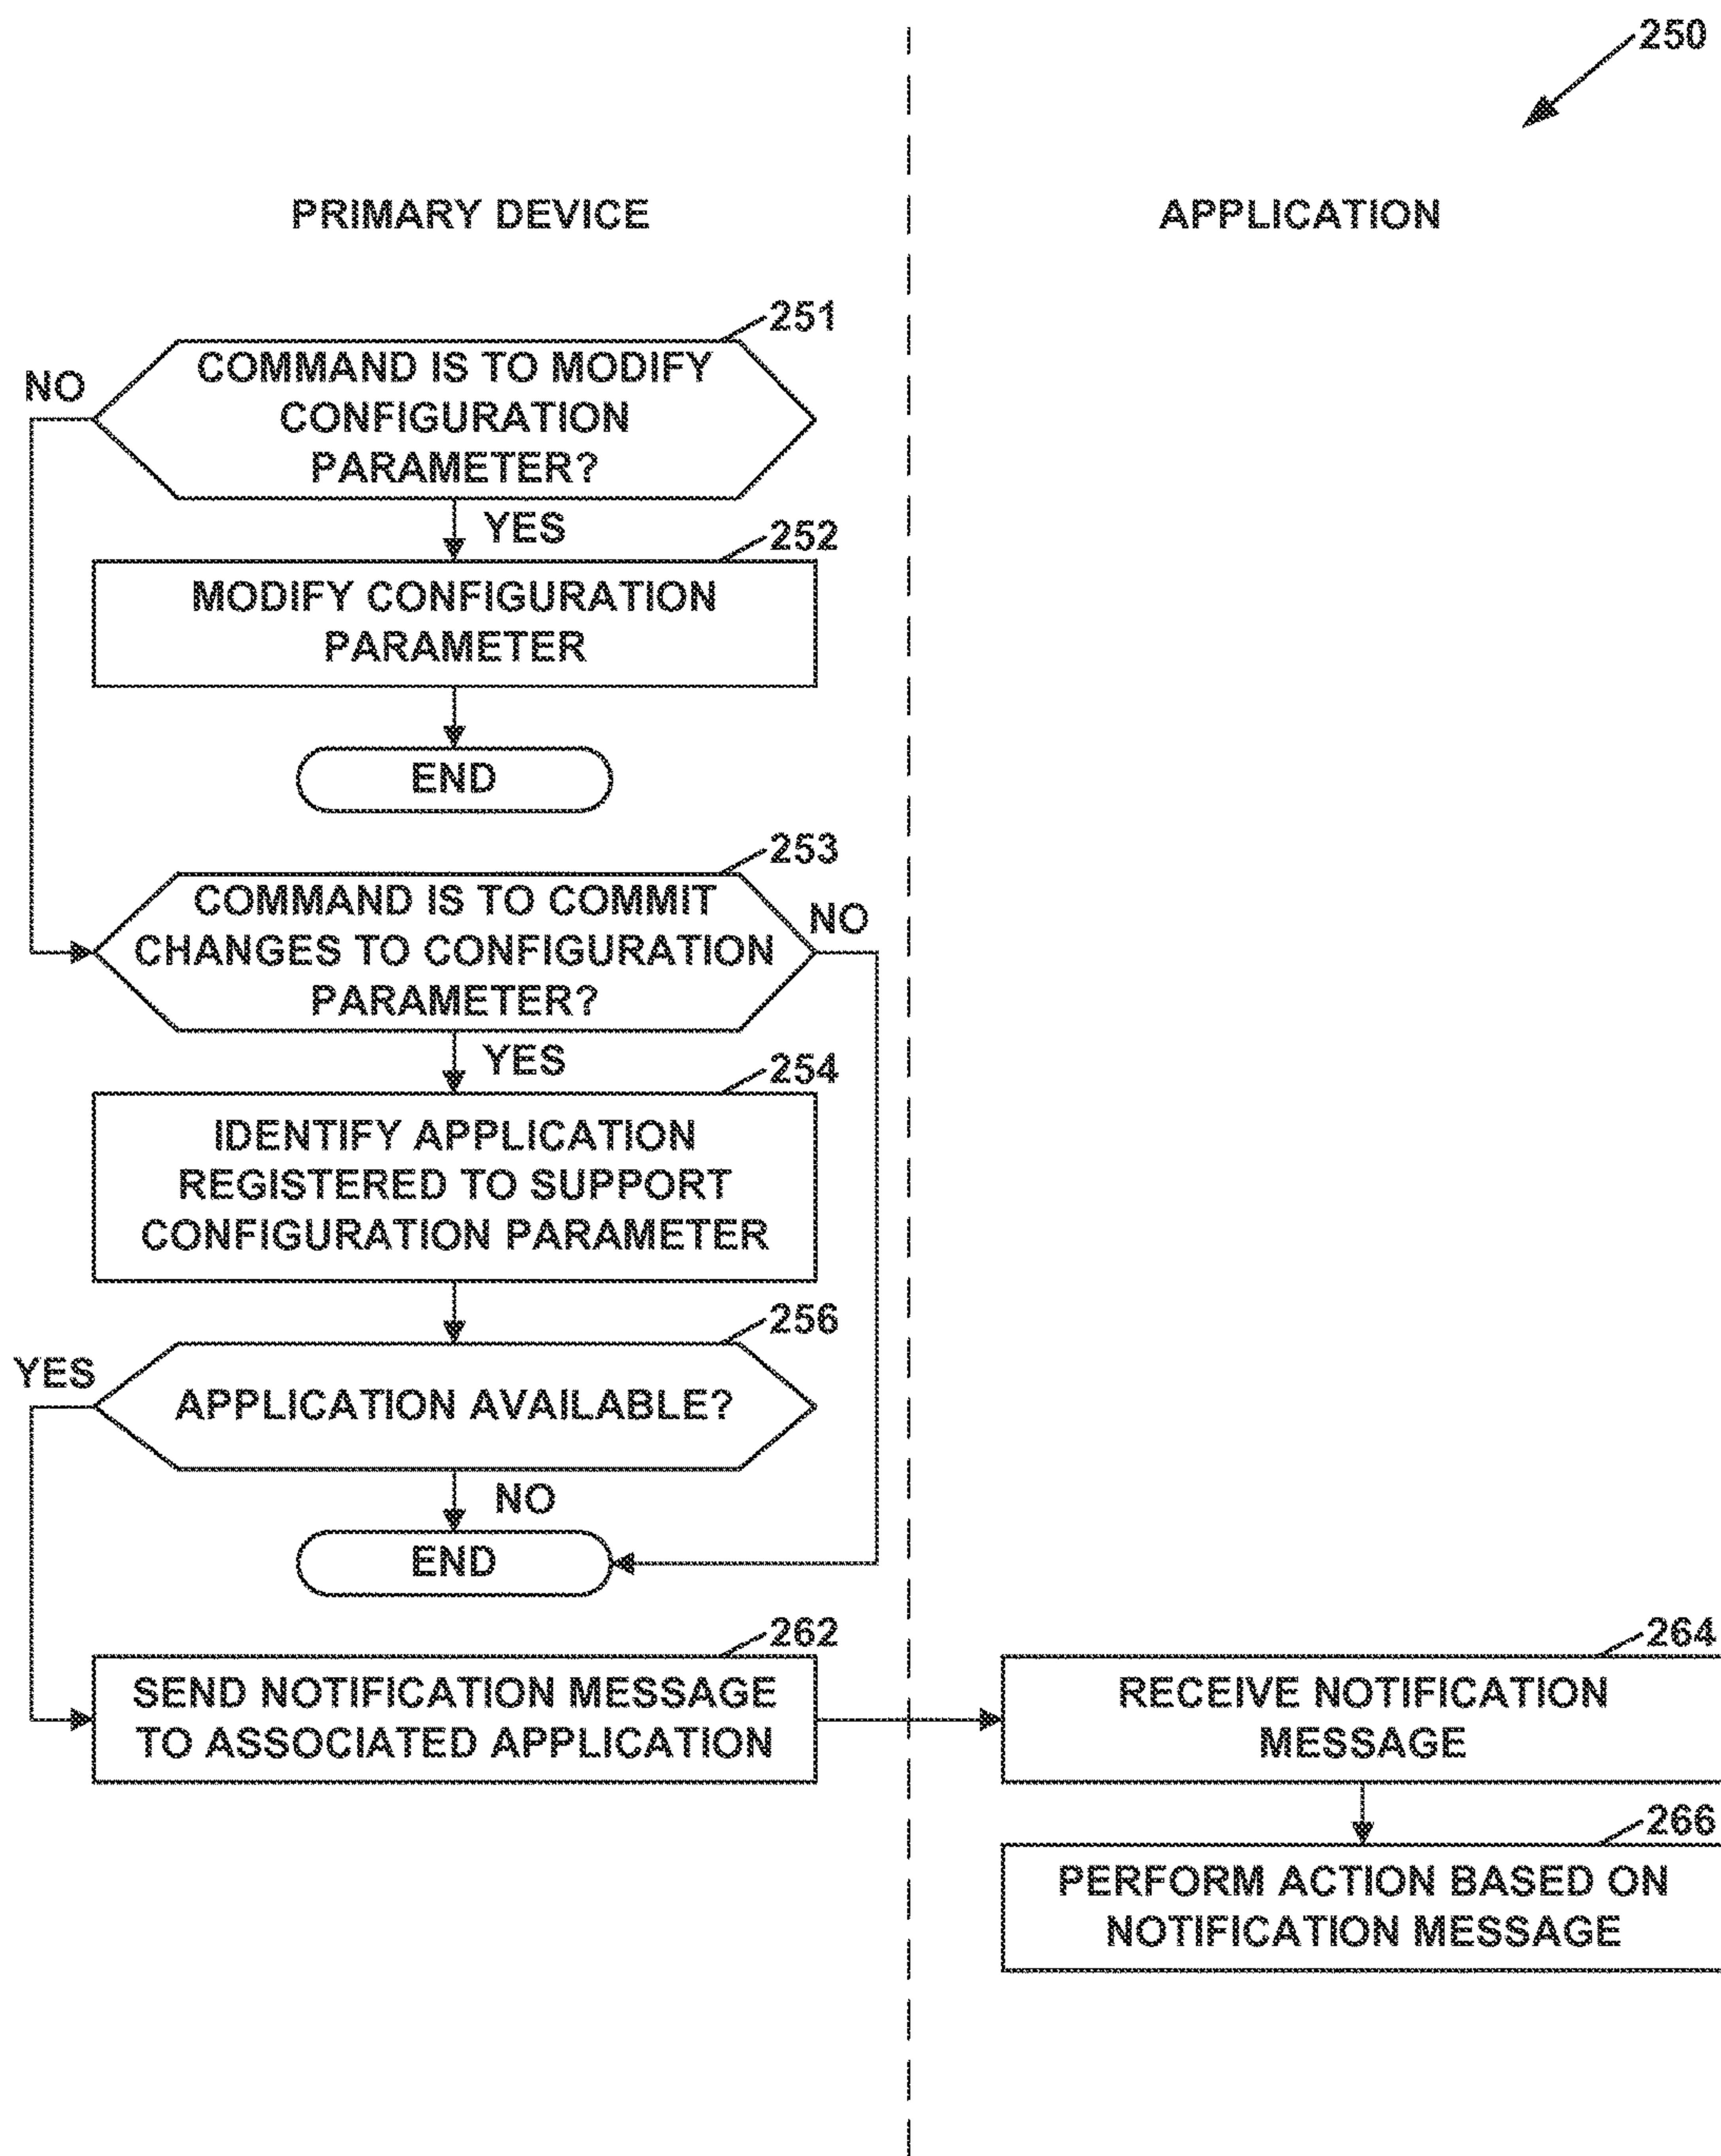 250
PRIMARY DEVICE
APPLICATION
251
NO
COMMAND IS TO MODIFY
CONFIGURATION
PARAMETER?
YES
252
MODIFY CONFIGURATION
PARAMETER
END
253
COMMAND IS TO COMMIT
NO
CHANGES TO CONFIGURATION
PARAMETER?
YES
254
IDENTIFY APPLICATION
REGISTERED TO SUPPORT
CONFIGURATION PARAMETER
256
YES
APPLICATION AVAILABLE?
NO
END
262
SEND NOTIFICATION MESSAGE
TO ASSOCIATED APPLICATION
264
RECEIVE NOTIFICATION
MESSAGE
266
PERFORM ACTION BASED ON
NOTIFICATION MESSAGE